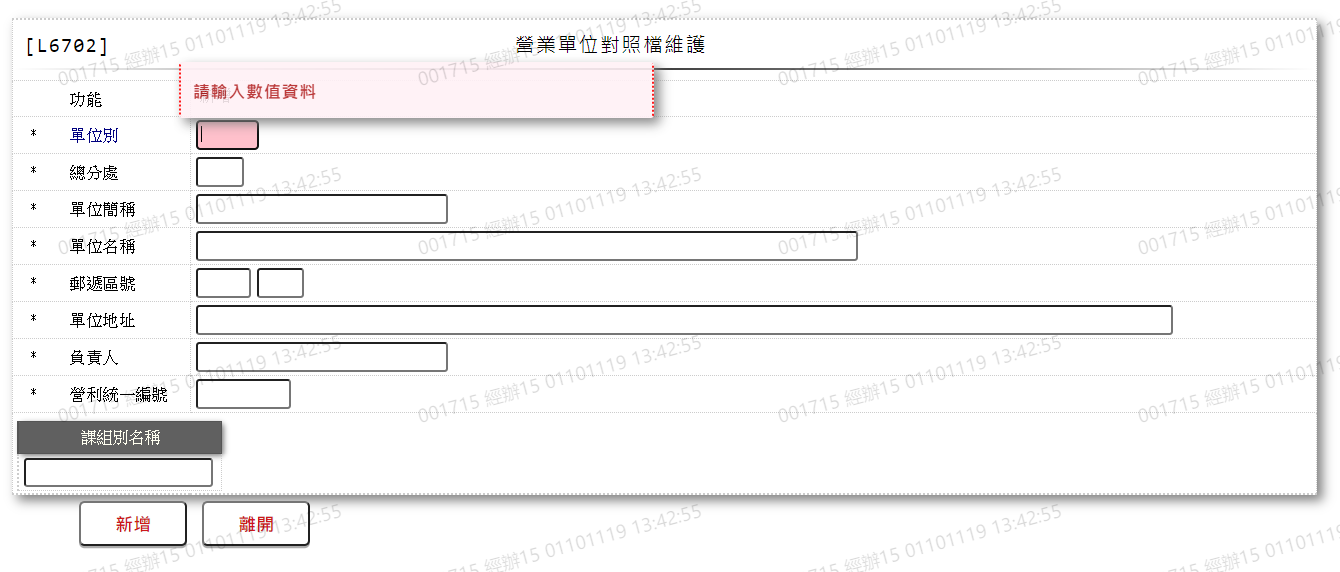 [L6702] 營業單位對照檔維護
請輸入數值資料
功能
* 單位別
* 總分處
* 單位簡稱
* 單位名稱
* 郵遞區號
* 單位地址
* 負責人
* 營利統一編號
課組別名稱
新增 離開
001715 經辦15 01101119 13:42:55